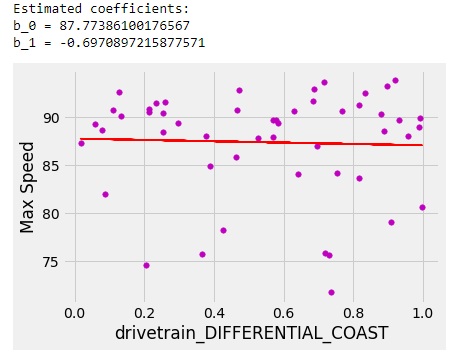 Estimated coefficients:
b_0 = 87.77386100176567
b_1 = -0.6970897215877571
90
85
80
75
Max Speed
0.0 0.2 0.4 0.6 0.8 1.0
drivetrain_DIFFERENTIAL_COAST